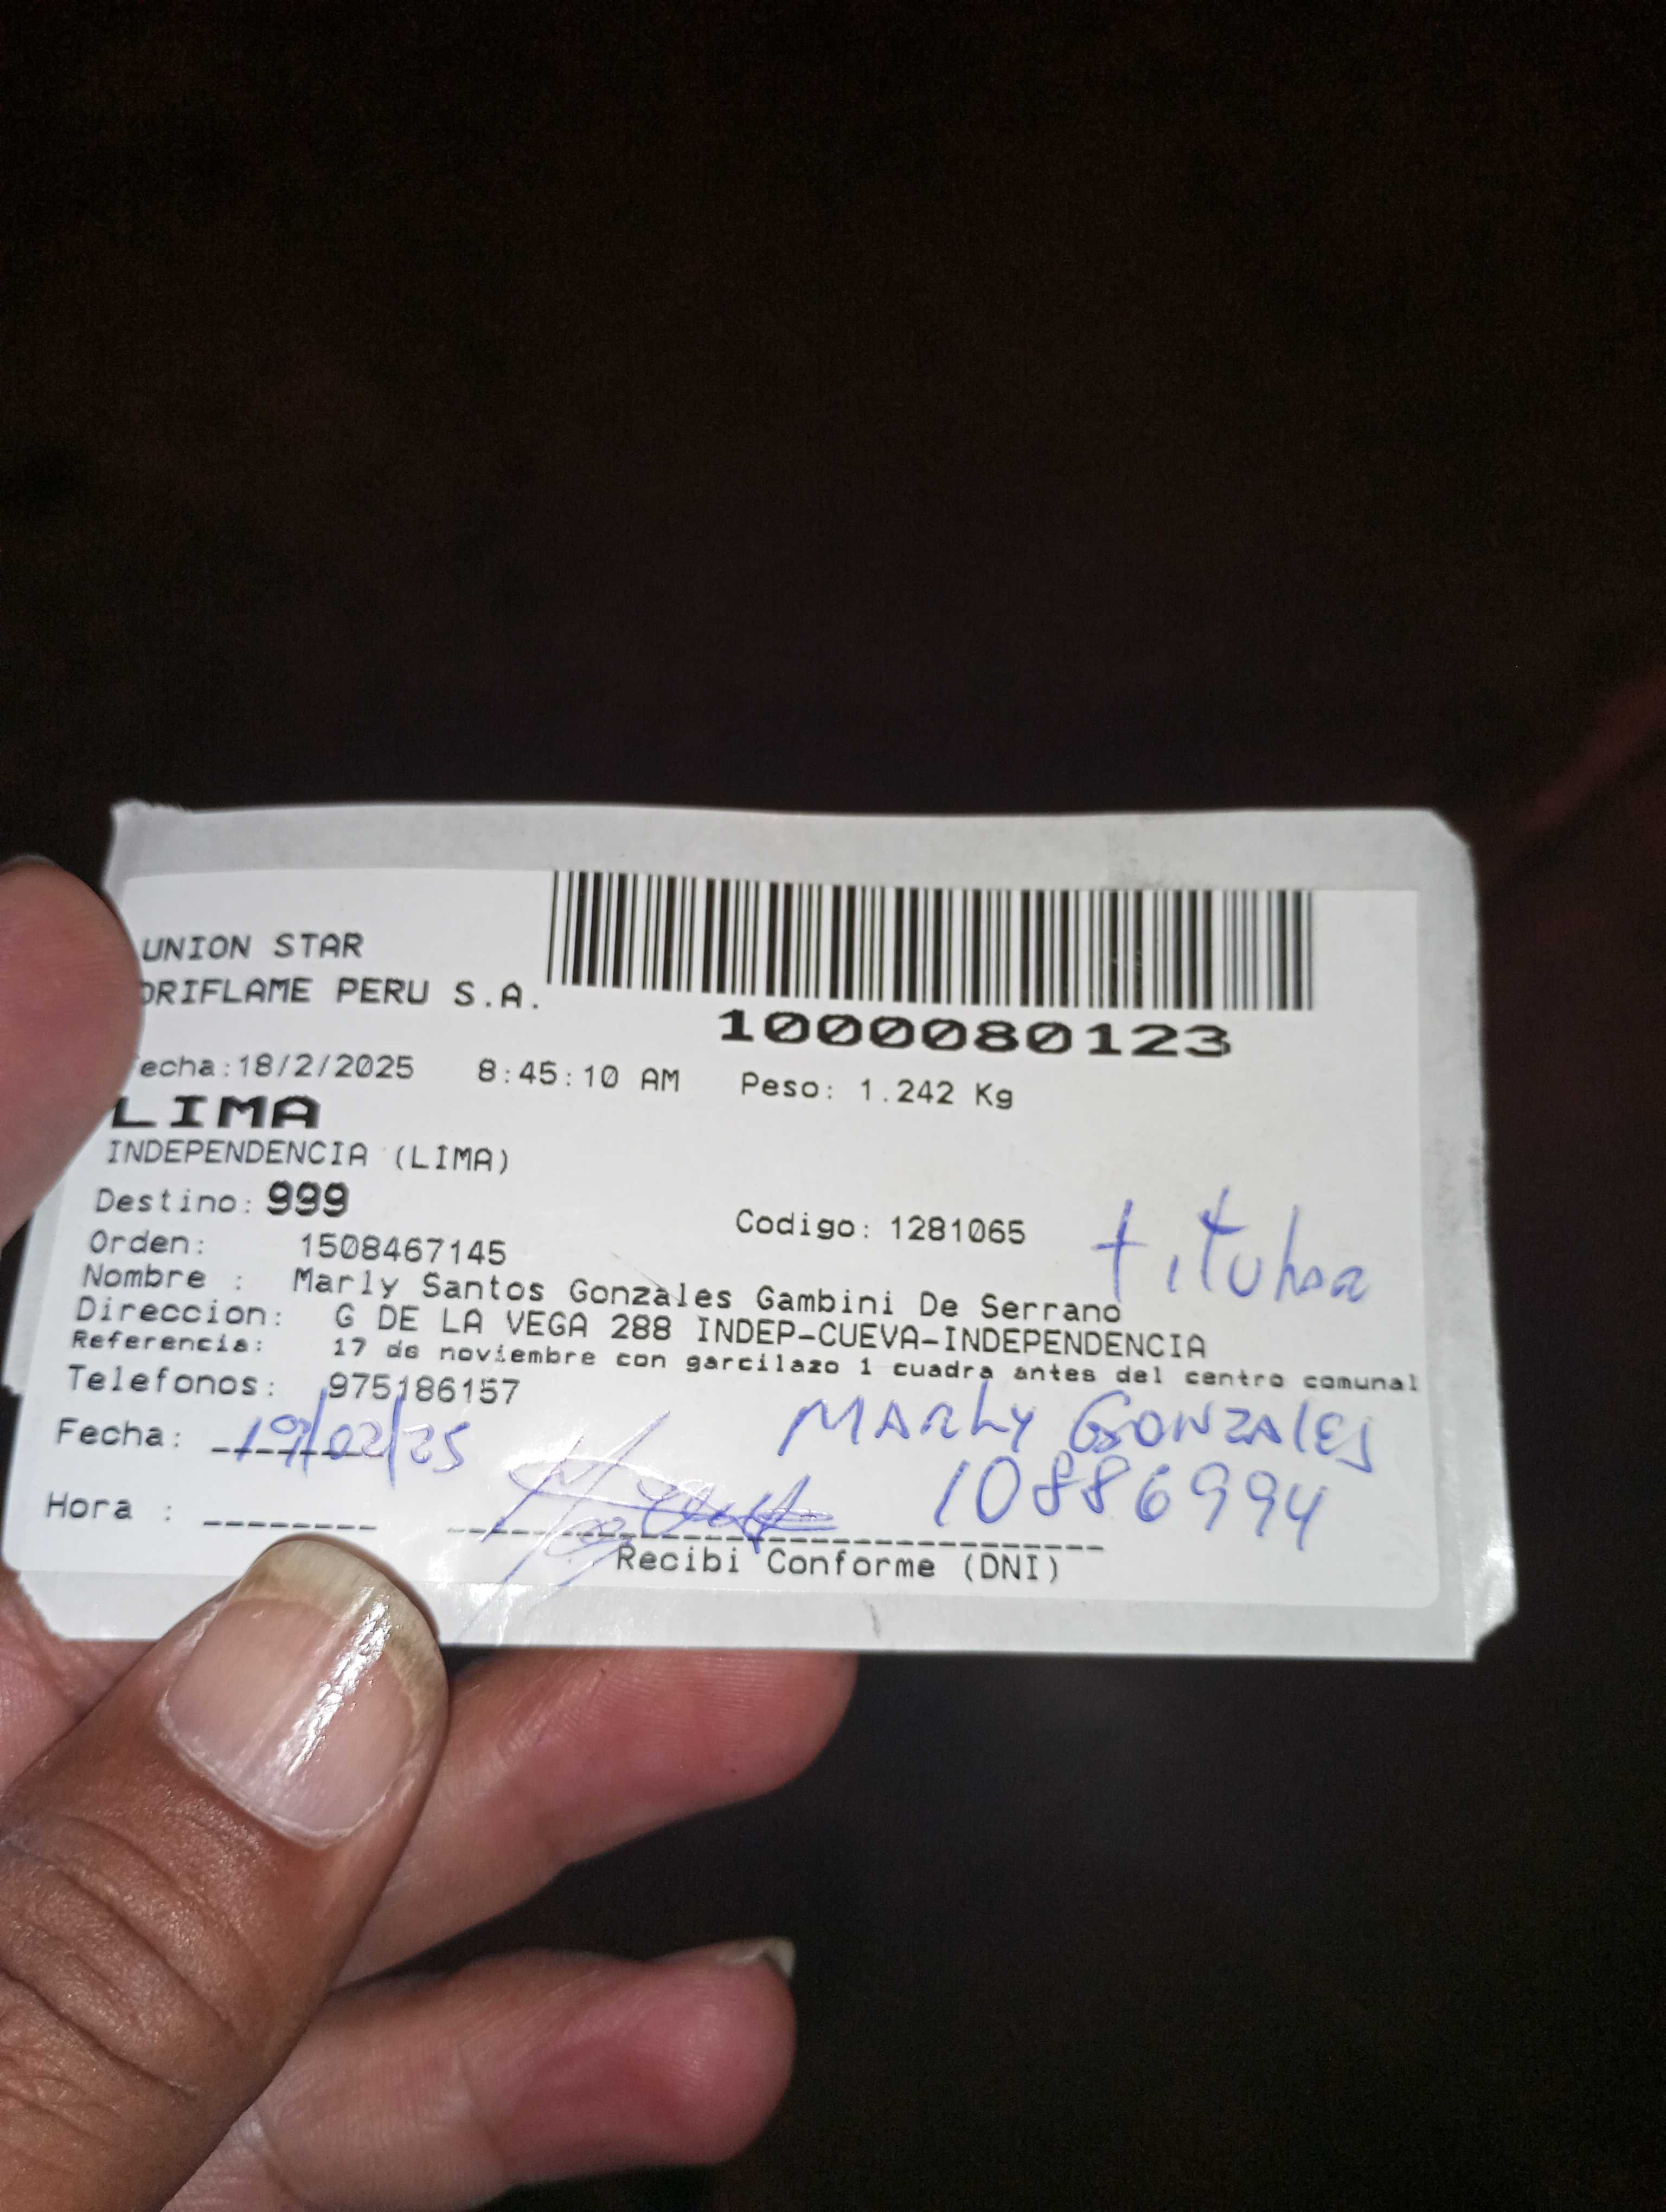 UNION STAR
ORIFLAME PERU S.A.
1000080123
echa:18/2/2025 8:45:10 AM Peso: 1.242 Kg
LIMA
INDEPENDENCIA (LIMA)
Destino: 999
Codigo: 1281065
Orden: 1508467145
Nombre : Marly Santos Gonzales Gambini De Serrano
Direccion: G DE LA VEGA 288 INDEP-CUEVA-INDEPENDENCIA
Referencia: 17 de noviembre con garcilazo 1 cuadra antes del centro comunal
Telefonos: 975186157
Fecha: 19/02/25
MARLY GONZALES
10886994
Hora :
Recibi Conforme (DNI)